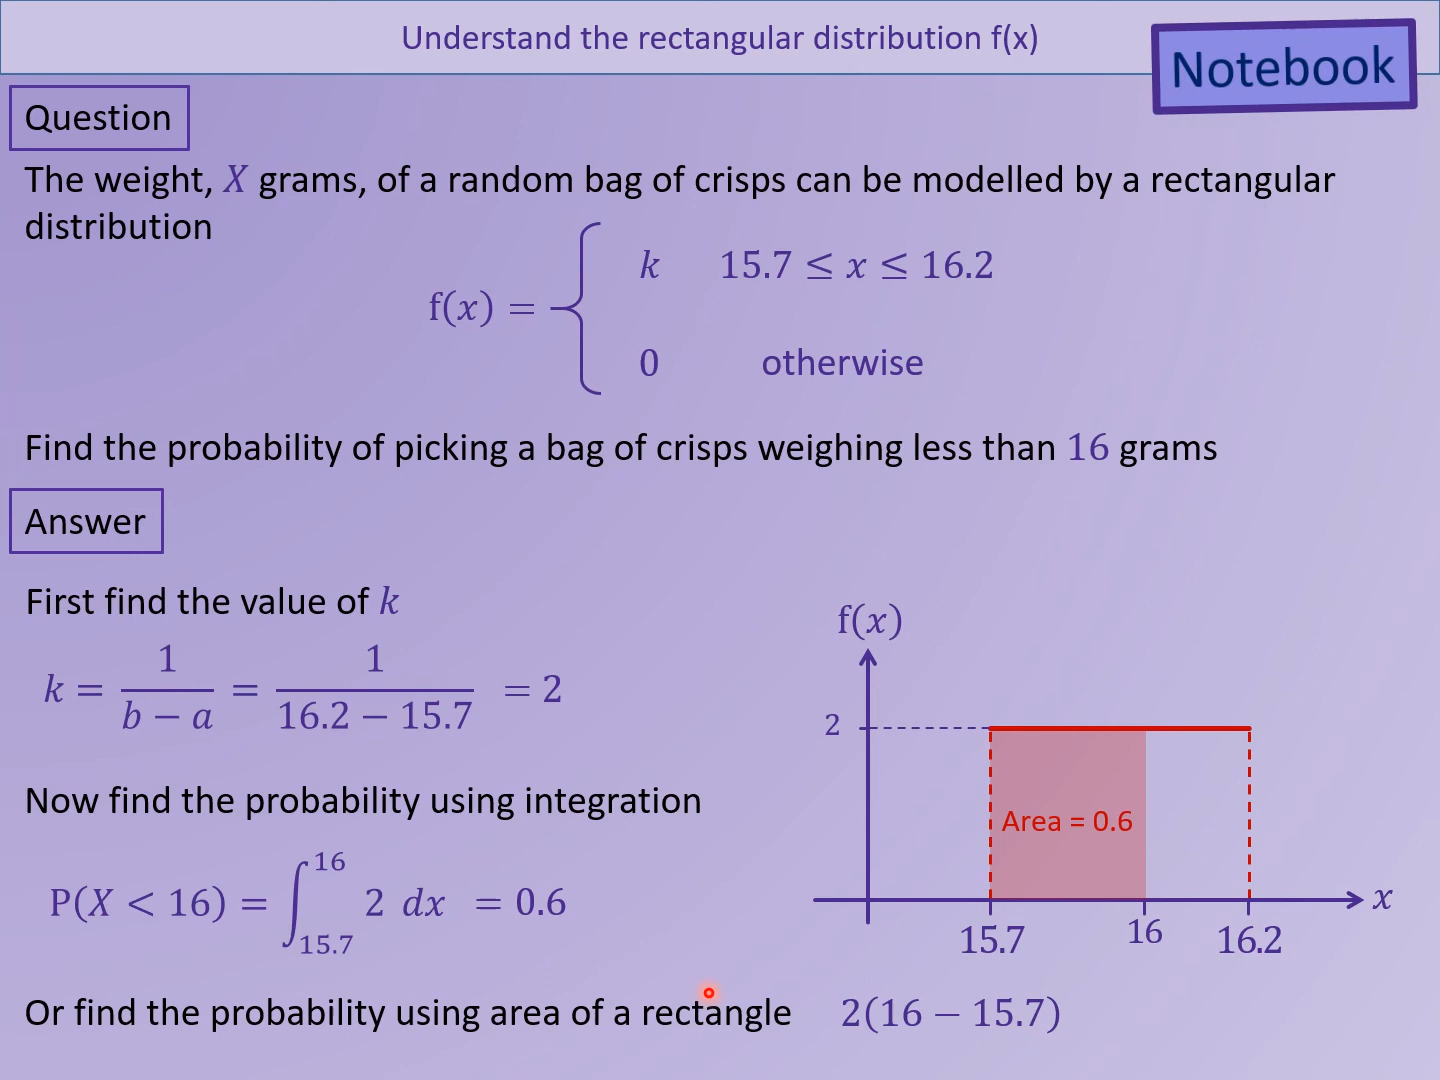 Understand the rectangular distribution f(x)
Notebook
Question
The weight, X grams, of a random bag of crisps can be modelled by a rectangular
distribution
k 15.7 ≤ x ≤ 16.2
f(x) =
0 otherwise
Find the probability of picking a bag of crisps weighing less than 16 grams
Answer
First find the value of k
k = 1/(b − a) = 1/(16.2 − 15.7) = 2
Now find the probability using integration
P(X < 16) = ∫_{15.7}^{16} 2 dx = 0.6
Or find the probability using area of a rectangle 2(16 − 15.7)
f(x)
2
Area = 0.6
x
15.7 16 16.2